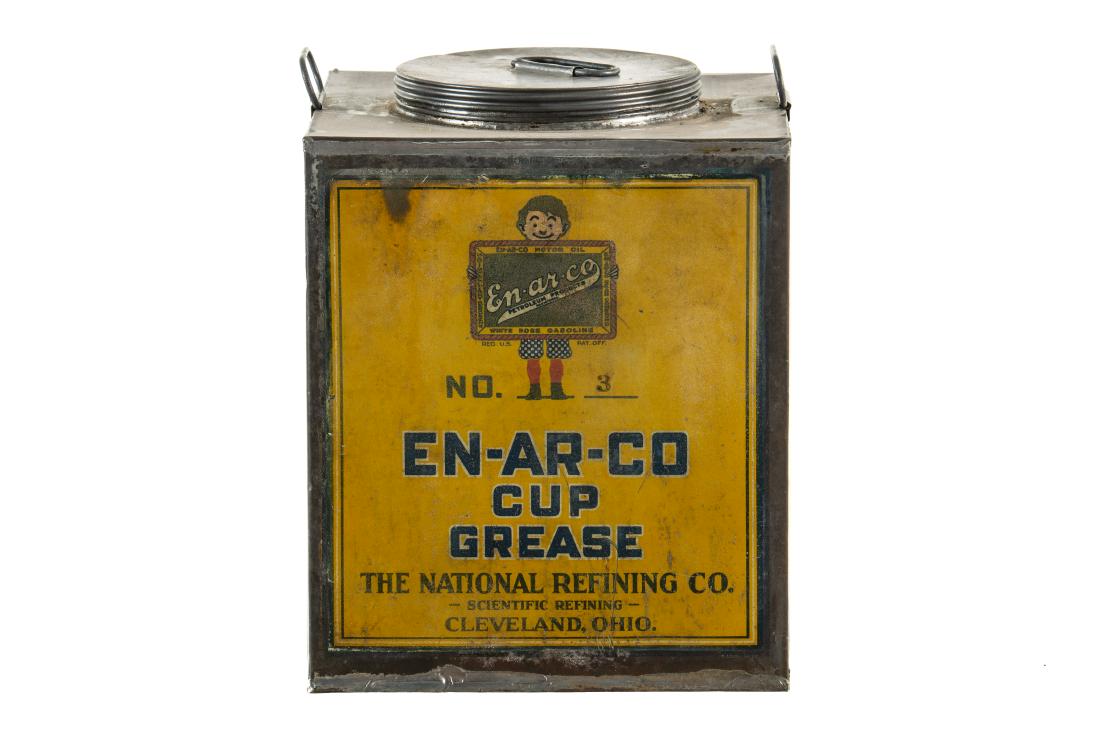 EN-AR-CO MOTOR OIL
En-ar-co
PETROLEUM PRODUCTS
WHITE ROSE GASOLINE
REG. U.S. PAT. OFF.
NO. 3
EN-AR-CO
CUP
GREASE
THE NATIONAL REFINING CO.
– SCIENTIFIC REFINING –
CLEVELAND, OHIO.